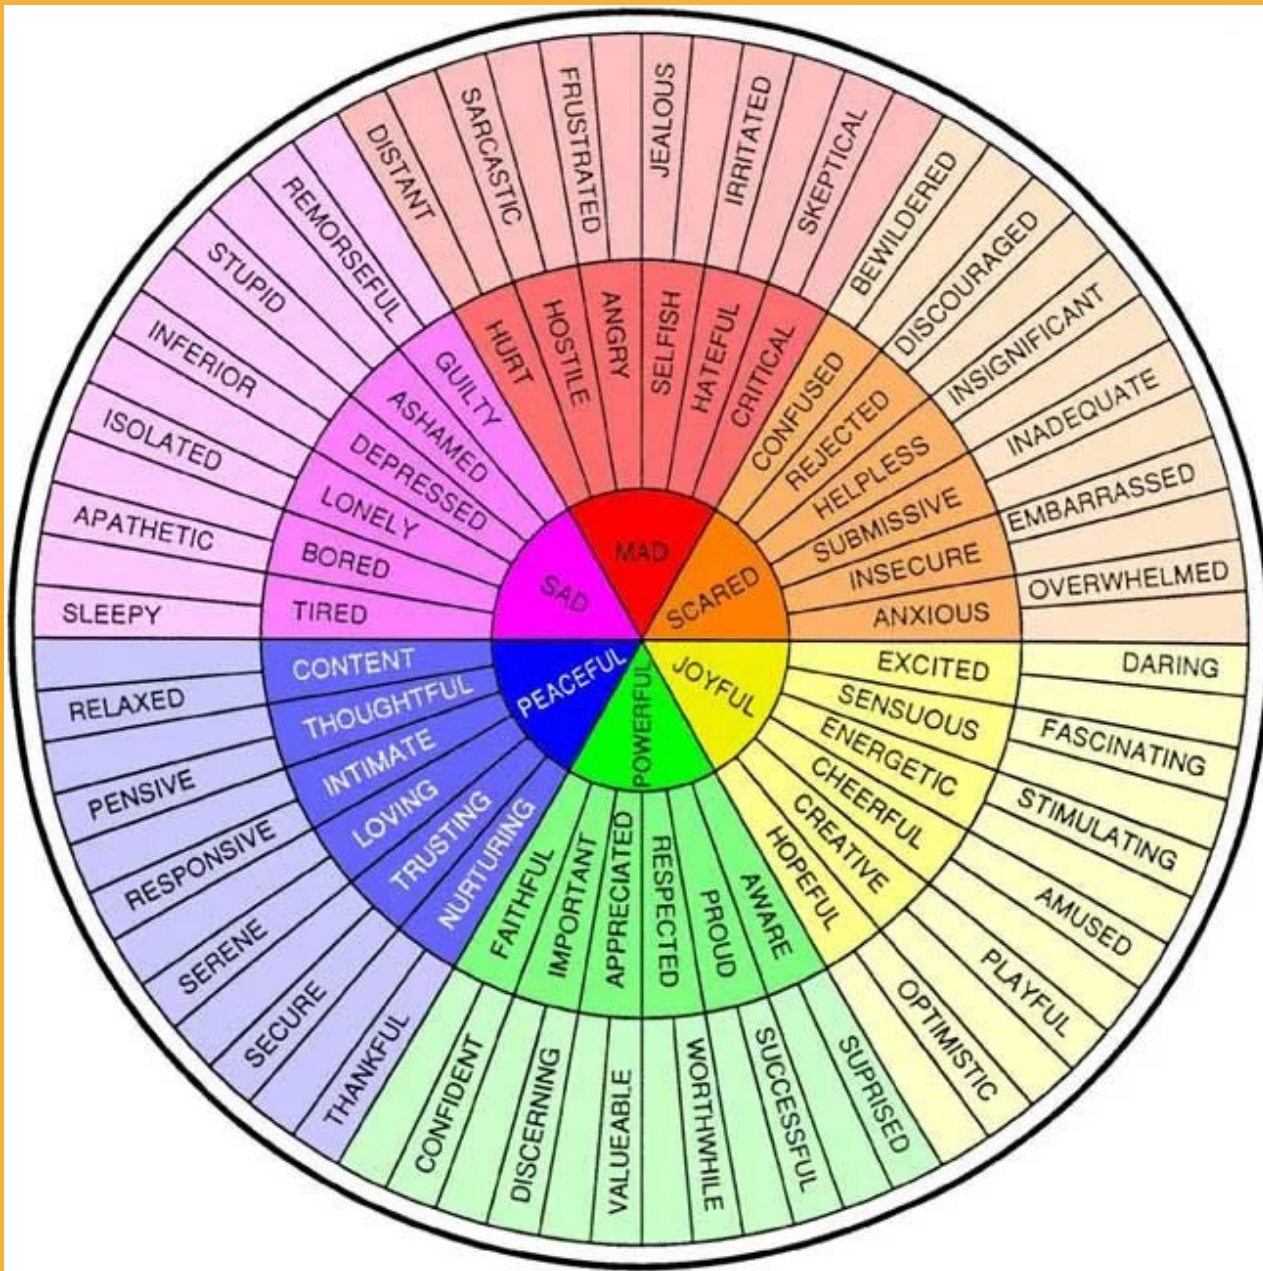 MAD
SCARED
JOYFUL
POWERFUL
PEACEFUL
SAD
HURT
HOSTILE
ANGRY
SELFISH
HATEFUL
CRITICAL
CONFUSED
REJECTED
HELPLESS
SUBMISSIVE
INSECURE
ANXIOUS
EXCITED
SENSUOUS
ENERGETIC
CHEERFUL
CREATIVE
HOPEFUL
AWARE
PROUD
RESPECTED
APPRECIATED
IMPORTANT
FAITHFUL
NURTURING
TRUSTING
LOVING
INTIMATE
THOUGHTFUL
CONTENT
TIRED
BORED
LONELY
DEPRESSED
ASHAMED
GUILTY
DISTANT
SARCASTIC
FRUSTRATED
JEALOUS
IRRITATED
SKEPTICAL
BEWILDERED
DISCOURAGED
INSIGNIFICANT
INADEQUATE
EMBARRASSED
OVERWHELMED
DARING
FASCINATING
STIMULATING
AMUSED
PLAYFUL
OPTIMISTIC
SUPRISED
SUCCESSFUL
WORTHWHILE
VALUEABLE
DISCERNING
CONFIDENT
THANKFUL
SECURE
SERENE
RESPONSIVE
PENSIVE
RELAXED
SLEEPY
APATHETIC
ISOLATED
INFERIOR
STUPID
REMORSEFUL